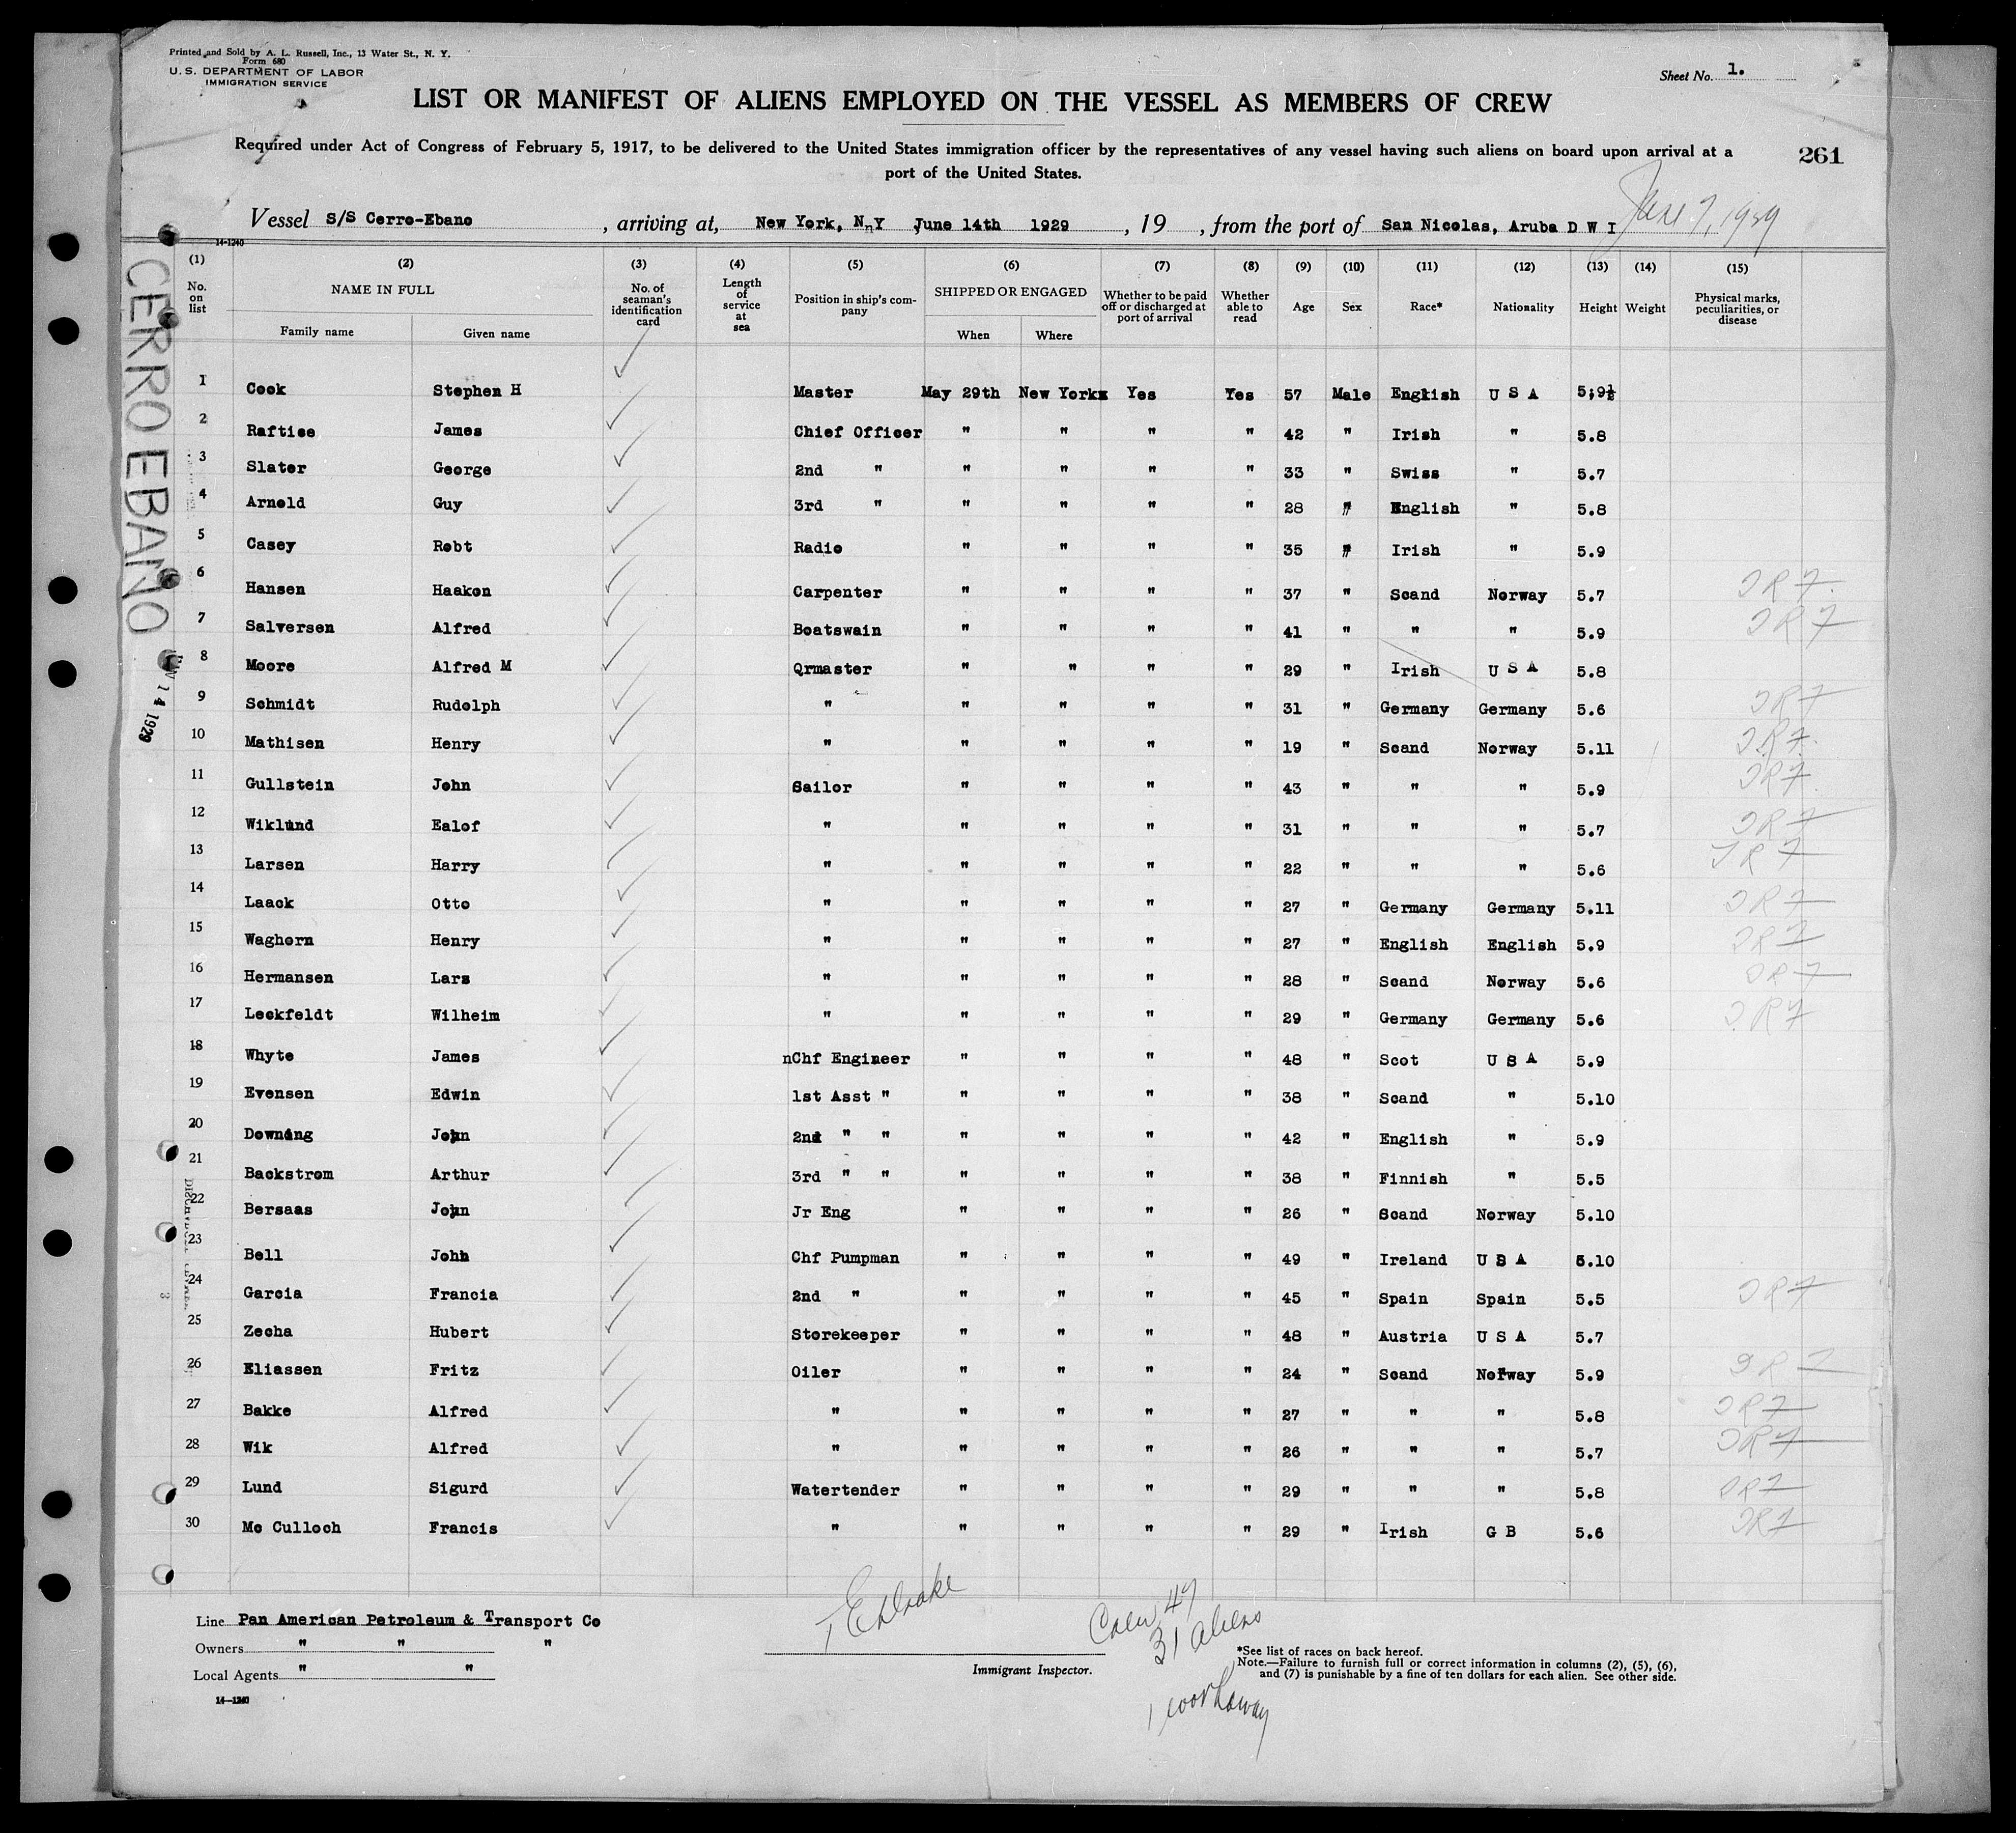 Printed and Sold by A. L. Russell, Inc., 13 Water St., N. Y.
Form 680
U. S. DEPARTMENT OF LABOR
IMMIGRATION SERVICE
Sheet No. 1.
LIST OR MANIFEST OF ALIENS EMPLOYED ON THE VESSEL AS MEMBERS OF CREW
Required under Act of Congress of February 5, 1917, to be delivered to the United States immigration officer by the representatives of any vessel having such aliens on board upon arrival at a
port of the United States.
261
Vessel S/S Cerro-Ebano , arriving at, New York, N Y June 14th 1929 , 19 , from the port of San Nicolas, Aruba D W I June 7, 1929
14-1240
CERRO EBANO
14 1929
(1) (2) (3) (4) (5) (6) (7) (8) (9) (10) (11) (12) (13) (14) (15)
No. on list NAME IN FULL Family name Given name No. of seaman's identification card Length of service at sea Position in ship's company SHIPPED OR ENGAGED When Where Whether to be paid off or discharged at port of arrival Whether able to read Age Sex Race* Nationality Height Weight Physical marks, peculiarities, or disease
1 Cook Stephen H Master May 29th New York Yes Yes 57 Male English U S A 5;9½
2 Raftice James Chief Officer " " " " 42 " Irish " 5.8
3 Slater George 2nd " " " " " 33 " Swiss " 5.7
4 Arnold Guy 3rd " " " " " 28 " English " 5.8
5 Casey Robt Radio " " " " 35 " Irish " 5.9
6 Hansen Haakon Carpenter " " " " 37 " Scand Norway 5.7
7 Salversen Alfred Boatswain " " " " 41 " " " 5.9
8 Moore Alfred M Qrmaster " " " " 29 " Irish U S A 5.8
9 Schmidt Rudolph " " " " " 31 " Germany Germany 5.6
10 Mathisen Henry " " " " " 19 " Scand Norway 5.11
11 Gullstein John Sailor " " " " 43 " " " 5.9
12 Wiklund Ealof " " " " " 31 " " " 5.7
13 Larsen Harry " " " " " 22 " " " 5.6
14 Laack Otto " " " " " 27 " Germany Germany 5.11
15 Waghorn Henry " " " " " 27 " English English 5.9
16 Hermansen Lars " " " " " 28 " Scand Norway 5.6
17 Leckfeldt Wilheim " " " " " 29 " Germany Germany 5.6
18 Whyte James nChf Engineer " " " " 48 " Scot U S A 5.9
19 Evensen Edwin 1st Asst " " " " " 38 " Scand " 5.10
20 Downing John 2nd " " " " " " 42 " English " 5.9
21 Backstrom Arthur 3rd " " " " " " 38 " Finnish " 5.5
22 Bersaas John Jr Eng " " " " 26 " Scand Norway 5.10
23 Bell John Chf Pumpman " " " " 49 " Ireland U S A 5.10
24 Garcia Francia 2nd " " " " " 45 " Spain Spain 5.5
25 Zecha Hubert Storekeeper " " " " 48 " Austria U S A 5.7
26 Eliassen Fritz Oiler " " " " 24 " Scand Norway 5.9
27 Bakke Alfred " " " " " 27 " " " 5.8
28 Wik Alfred " " " " " 26 " " " 5.7
29 Lund Sigurd Watertender " " " " 29 " " " 5.8
30 Mc Culloch Francis " " " " " 29 " Irish G B 5.6
Line Pan American Petroleum & Transport Co
Owners " " "
Local Agents " "
14-1240
Immigrant Inspector.
Crew 47
31 aliens
*See list of races on back hereof.
Note.—Failure to furnish full or correct information in columns (2), (5), (6),
and (7) is punishable by a fine of ten dollars for each alien. See other side.